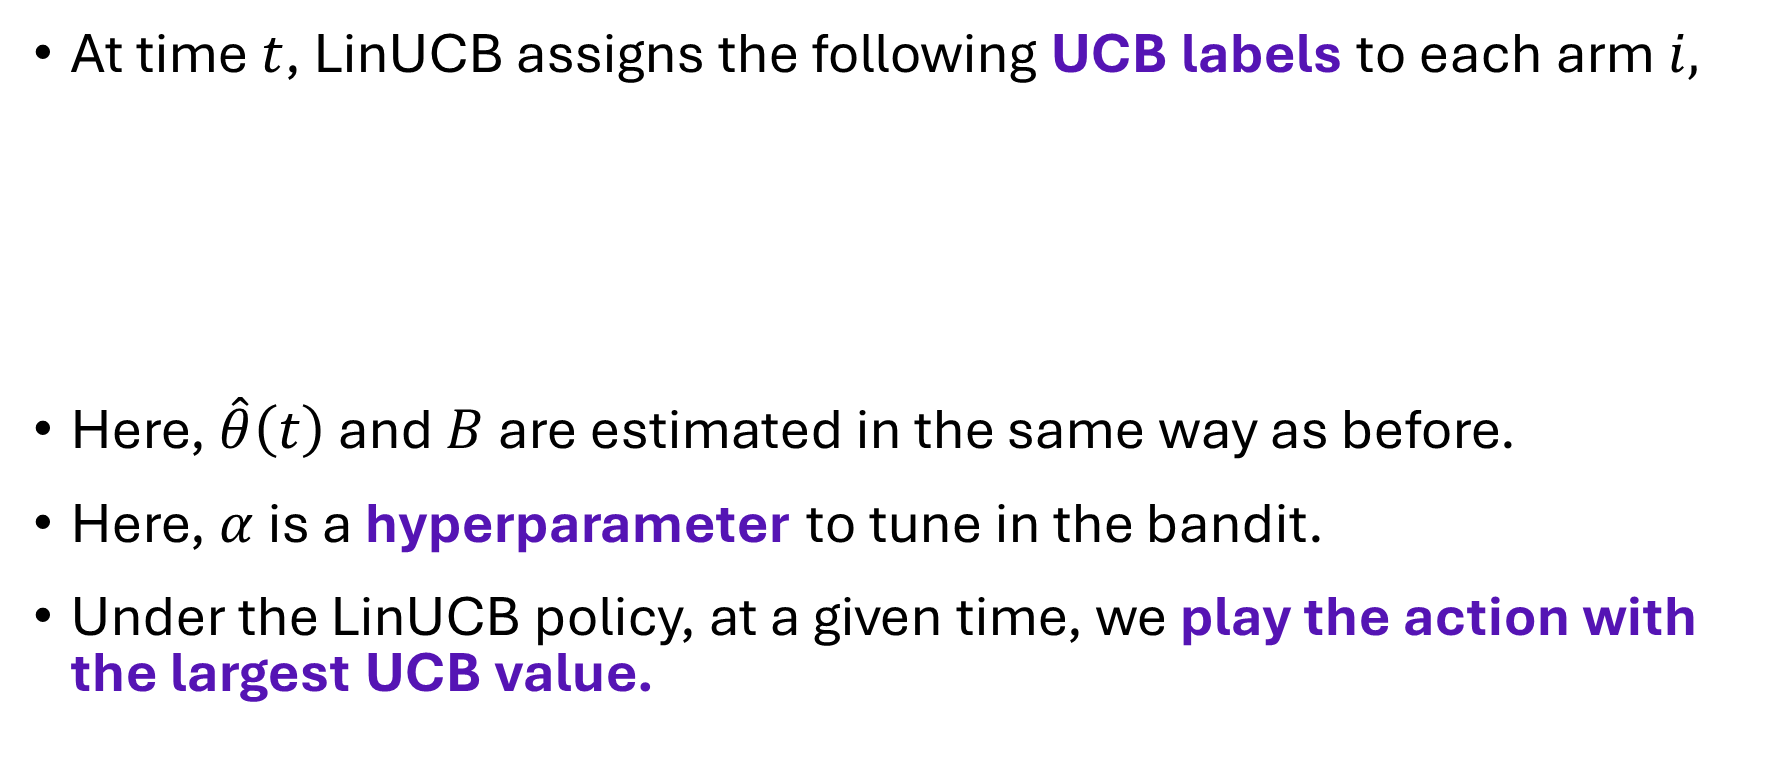 • At time 𝑡, LinUCB assigns the following UCB labels to each arm 𝑖,
• Here, 𝜃̂(𝑡) and 𝐵 are estimated in the same way as before.
• Here, 𝛼 is a hyperparameter to tune in the bandit.
• Under the LinUCB policy, at a given time, we play the action with
the largest UCB value.